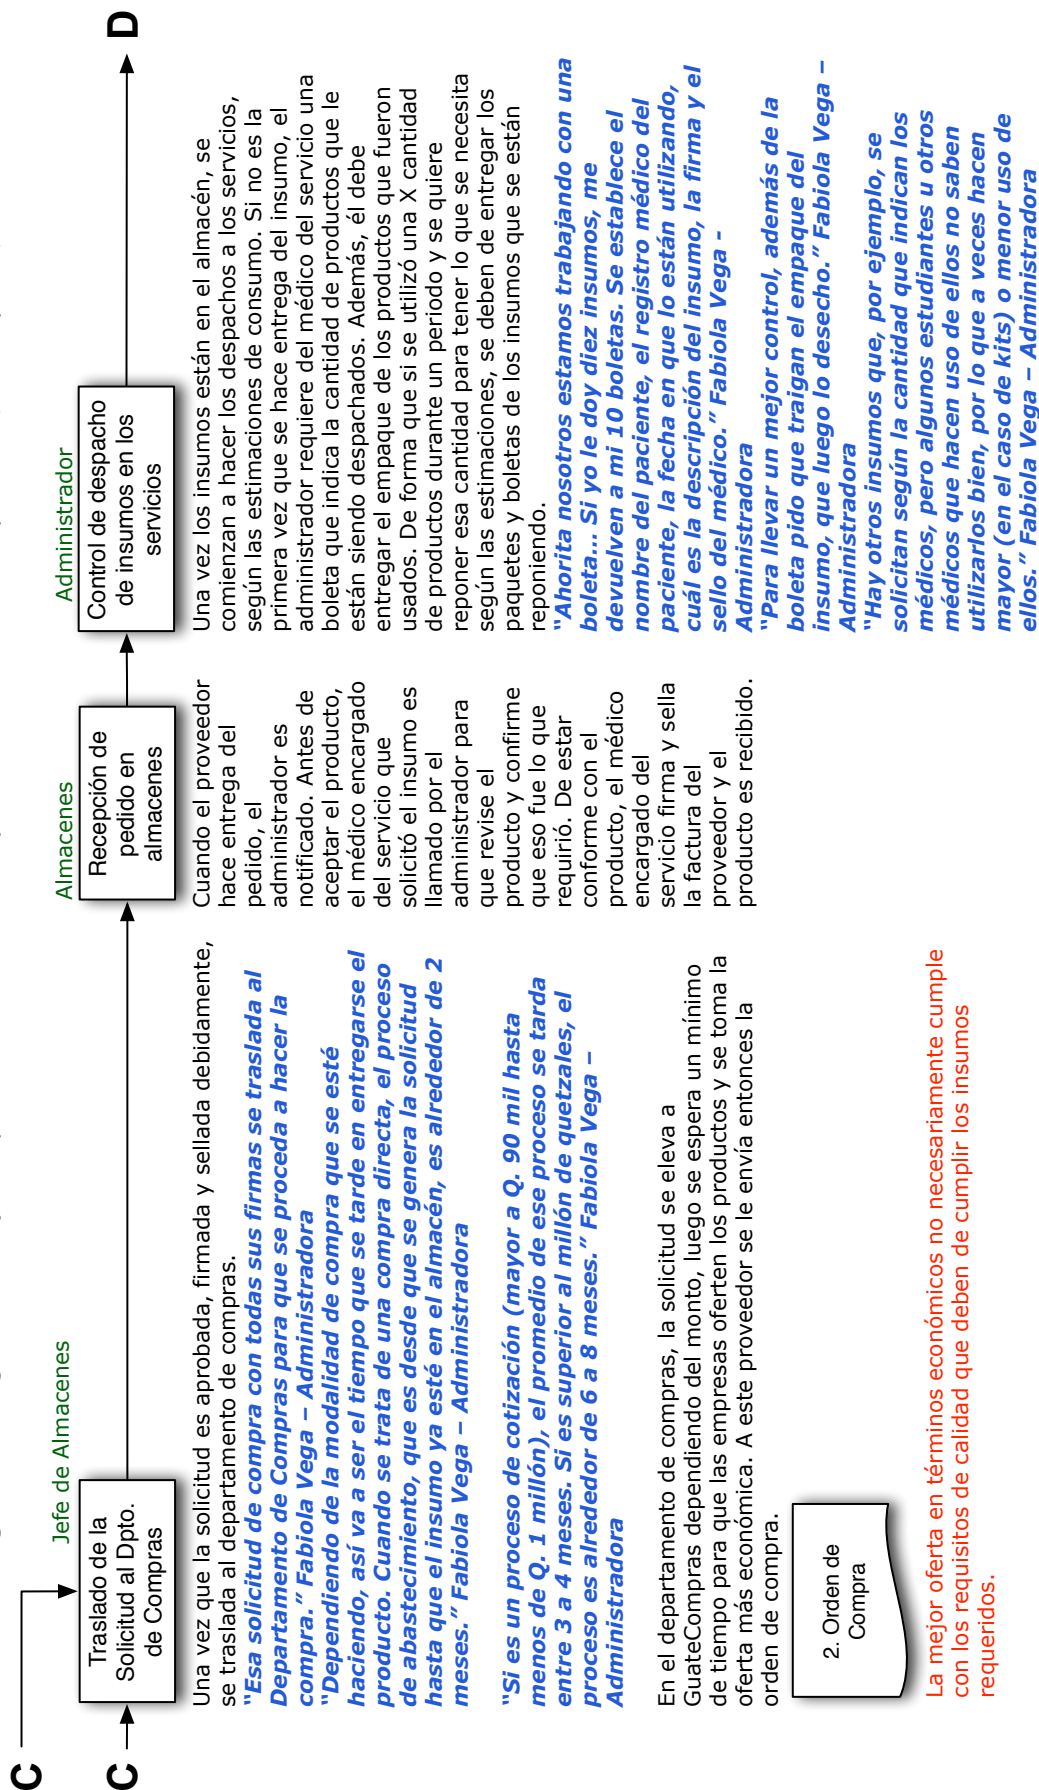 C
C
Jefe de Almacenes
Traslado de la
Solicitud al Dpto.
de Compras
Una vez que la solicitud es aprobada, firmada y sellada debidamente,
se traslada al departamento de compras.
“Esa solicitud de compra con todas sus firmas se traslada al
Departamento de Compras para que se proceda a hacer la
compra.” Fabiola Vega – Administradora
“Dependiendo de la modalidad de compra que se esté
haciendo, así va a ser el tiempo que se tarde en entregarse el
producto. Cuando se trata de una compra directa, el proceso
de abastecimiento, que es desde que se genera la solicitud
hasta que el insumo ya esté en el almacén, es alrededor de 2
meses.” Fabiola Vega – Administradora
“Si es un proceso de cotización (mayor a Q. 90 mil hasta
menos de Q. 1 millón), el promedio de ese proceso se tarda
entre 3 a 4 meses. Si es superior al millón de quetzales, el
proceso es alrededor de 6 a 8 meses.” Fabiola Vega –
Administradora
En el departamento de compras, la solicitud se eleva a
GuateCompras dependiendo del monto, luego se espera un mínimo
de tiempo para que las empresas oferten los productos y se toma la
oferta más económica. A este proveedor se le envía entonces la
orden de compra.
2. Orden de
Compra
La mejor oferta en términos económicos no necesariamente cumple
con los requisitos de calidad que deben de cumplir los insumos
requeridos.
Almacenes
Recepción de
pedido en
almacenes
Cuando el proveedor
hace entrega del
pedido, el
administrador es
notificado. Antes de
aceptar el producto,
el médico encargado
del servicio que
solicitó el insumo es
llamado por el
administrador para
que revise el
producto y confirme
que eso fue lo que
requirió. De estar
conforme con el
producto, el médico
encargado del
servicio firma y sella
la factura del
proveedor y el
producto es recibido.
Administrador
Control de despacho
de insumos en los
servicios
Una vez los insumos están en el almacén, se
comienzan a hacer los despachos a los servicios,
según las estimaciones de consumo. Si no es la
primera vez que se hace entrega del insumo, el
administrador requiere del médico del servicio una
boleta que indica la cantidad de productos que le
están siendo despachados. Además, él debe
entregar el empaque de los productos que fueron
usados. De forma que si se utilizó una X cantidad
de productos durante un periodo y se quiere
reponer esa cantidad para tener lo que se necesita
según las estimaciones, se deben de entregar los
paquetes y boletas de los insumos que se están
reponiendo.
“Ahorita nosotros estamos trabajando con una
boleta... Si yo le doy diez insumos, me
devuelven a mi 10 boletas. Se establece el
nombre del paciente, el registro médico del
paciente, la fecha en que lo están utilizando,
cuál es la descripción del insumo, la firma y el
sello del médico.” Fabiola Vega -
Administradora
“Para llevar un mejor control, además de la
boleta pido que traigan el empaque del
insumo, que luego lo desecho.” Fabiola Vega –
Administradora
“Hay otros insumos que, por ejemplo, se
solicitan según la cantidad que indican los
médicos, pero algunos estudiantes u otros
médicos que hacen uso de ellos no saben
utilizarlos bien, por lo que a veces hacen
mayor (en el caso de kits) o menor uso de
ellos.” Fabiola Vega – Administradora
D